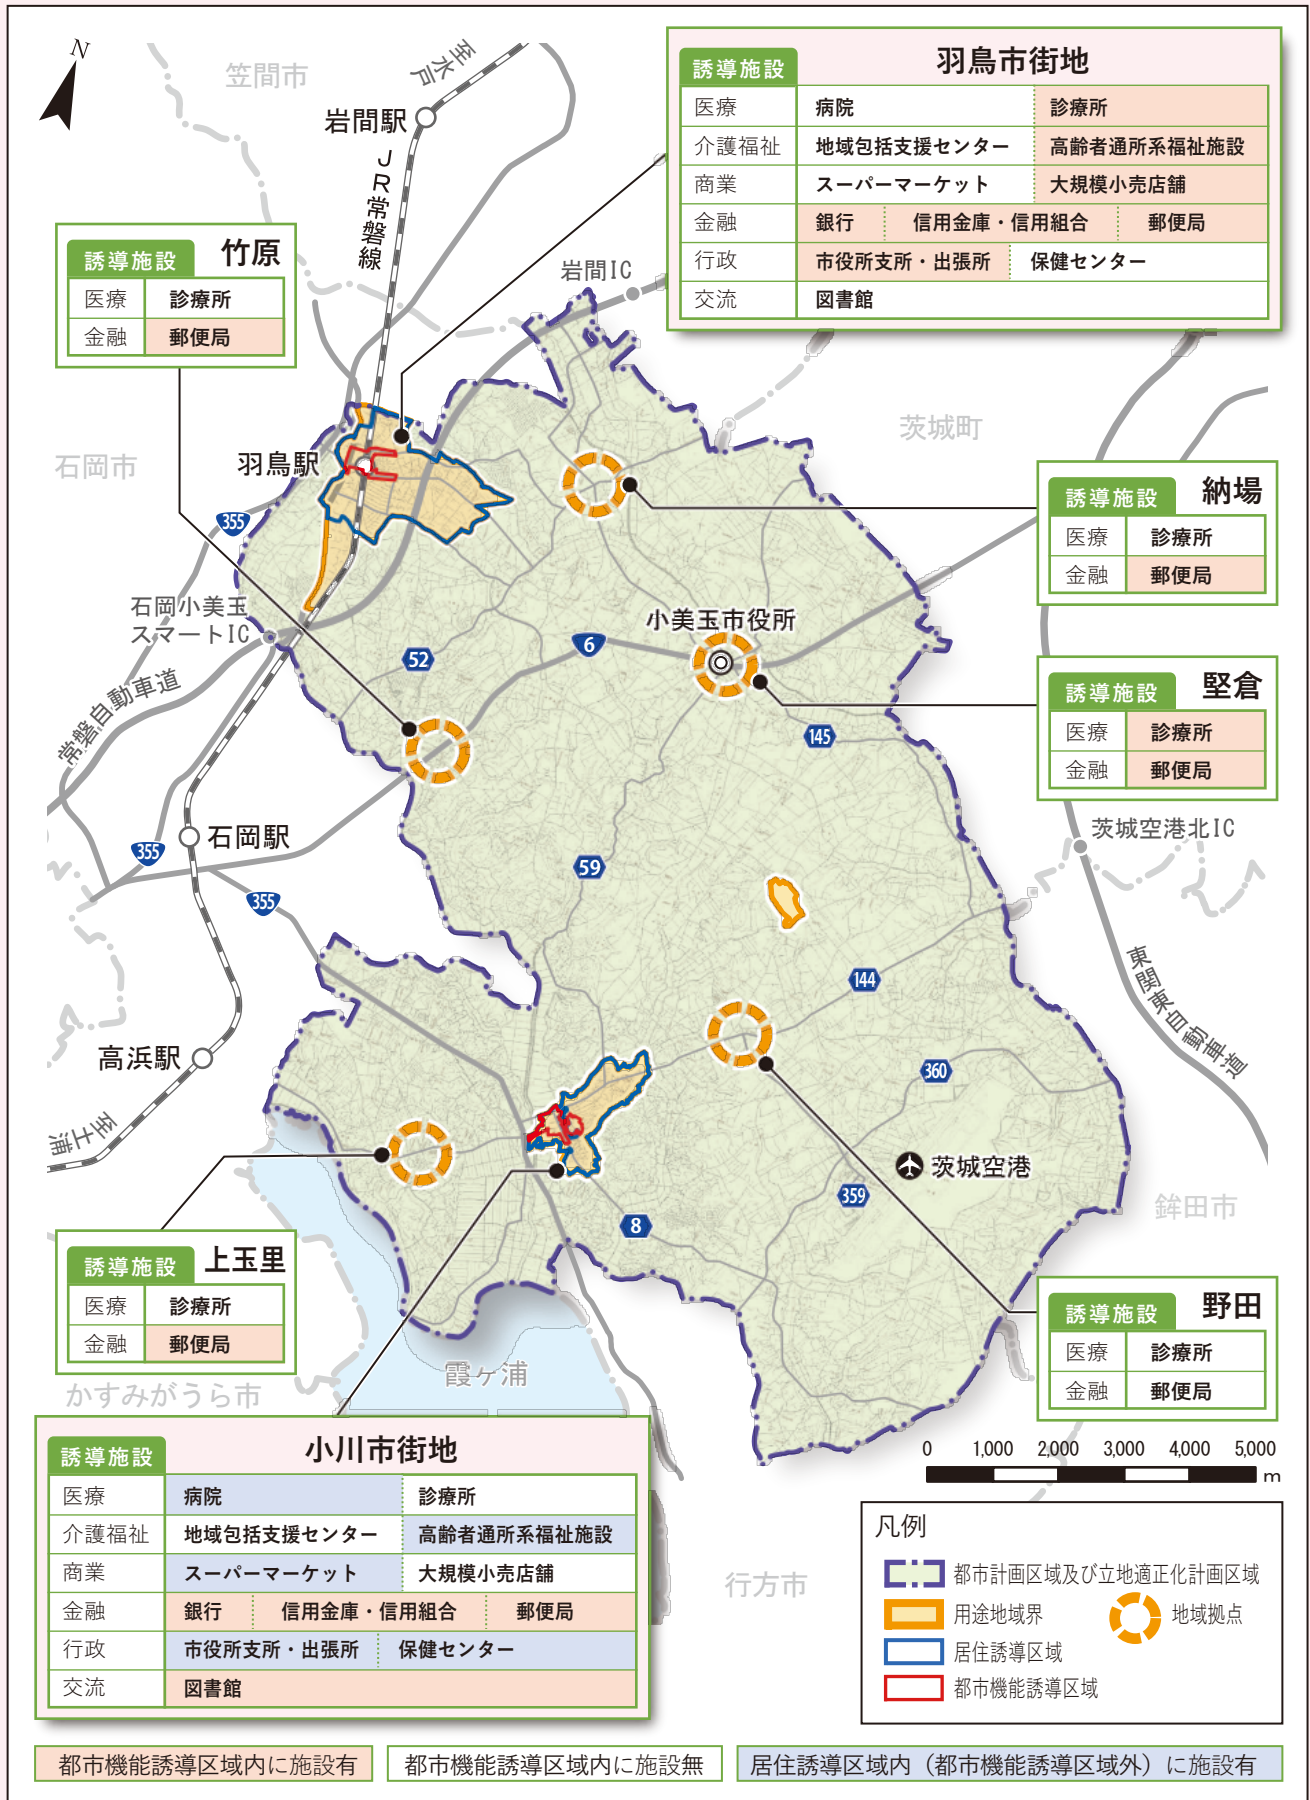 N
笠間市
至水戸
岩間駅
JR常磐線
羽鳥市街地
誘導施設
医療 病院 診療所
介護福祉 地域包括支援センター 高齢者通所系福祉施設
商業 スーパーマーケット 大規模小売店舗
金融 銀行 信用金庫・信用組合 郵便局
行政 市役所支所・出張所 保健センター
交流 図書館
誘導施設 竹原
医療 診療所
金融 郵便局
岩間IC
茨城町
石岡市
羽鳥駅
355
誘導施設 納場
医療 診療所
金融 郵便局
石岡小美玉
スマートIC
小美玉市役所
6
52
誘導施設 堅倉
医療 診療所
金融 郵便局
常磐自動車道
145
石岡駅
355
59
茨城空港北IC
355
144
東関東自動車道
高浜駅
360
至土浦
茨城空港
359
鉾田市
8
誘導施設 上玉里
医療 診療所
金融 郵便局
誘導施設 野田
医療 診療所
金融 郵便局
霞ヶ浦
かすみがうら市
小川市街地
誘導施設
医療 病院 診療所
介護福祉 地域包括支援センター 高齢者通所系福祉施設
商業 スーパーマーケット 大規模小売店舗
金融 銀行 信用金庫・信用組合 郵便局
行政 市役所支所・出張所 保健センター
交流 図書館
0 1,000 2,000 3,000 4,000 5,000
m
行方市
凡例
都市計画区域及び立地適正化計画区域
用途地域界 地域拠点
居住誘導区域
都市機能誘導区域
都市機能誘導区域内に施設有 都市機能誘導区域内に施設無 居住誘導区域内（都市機能誘導区域外）に施設有